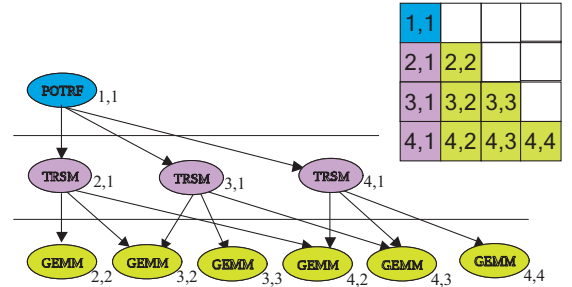 1,1
2,1 2,2
3,1 3,2 3,3
4,1 4,2 4,3 4,4
POTRF 1,1
TRSM 2,1 TRSM 3,1 TRSM 4,1
GEMM 2,2 GEMM 3,2 GEMM 3,3 GEMM 4,2 GEMM 4,3 GEMM 4,4